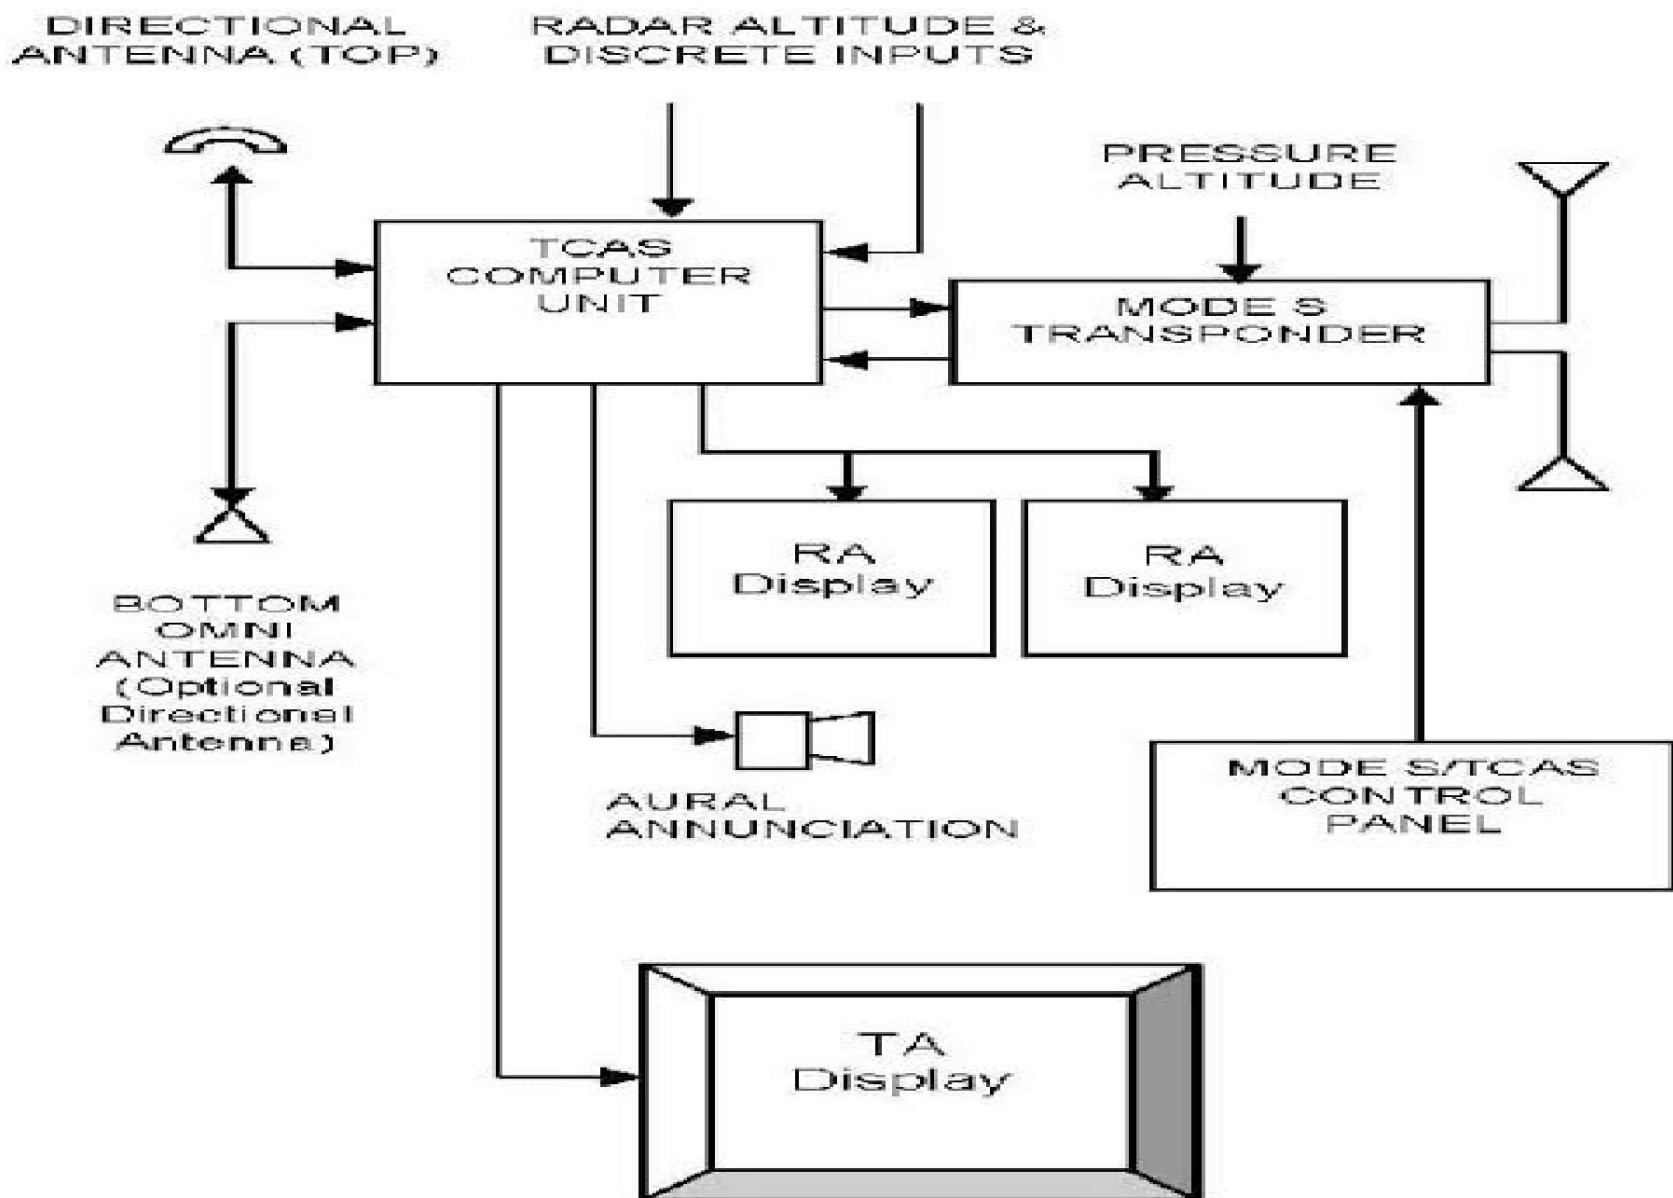 DIRECTIONAL
ANTENNA (TOP)
RADAR ALTITUDE &
DISCRETE INPUTS
PRESSURE
ALTITUDE
TCAS
COMPUTER
UNIT
MODE S
TRANSPONDER
RA
Display
RA
Display
BOTTOM
OMNI
ANTENNA
(Optional
Directional
Antenna)
AURAL
ANNUNCIATION
MODE S/TCAS
CONTROL
PANEL
TA
Display